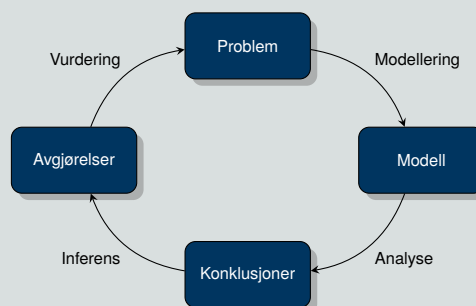 Problem
Vurdering
Modellering
Avgjørelser
Modell
Inferens
Analyse
Konklusjoner